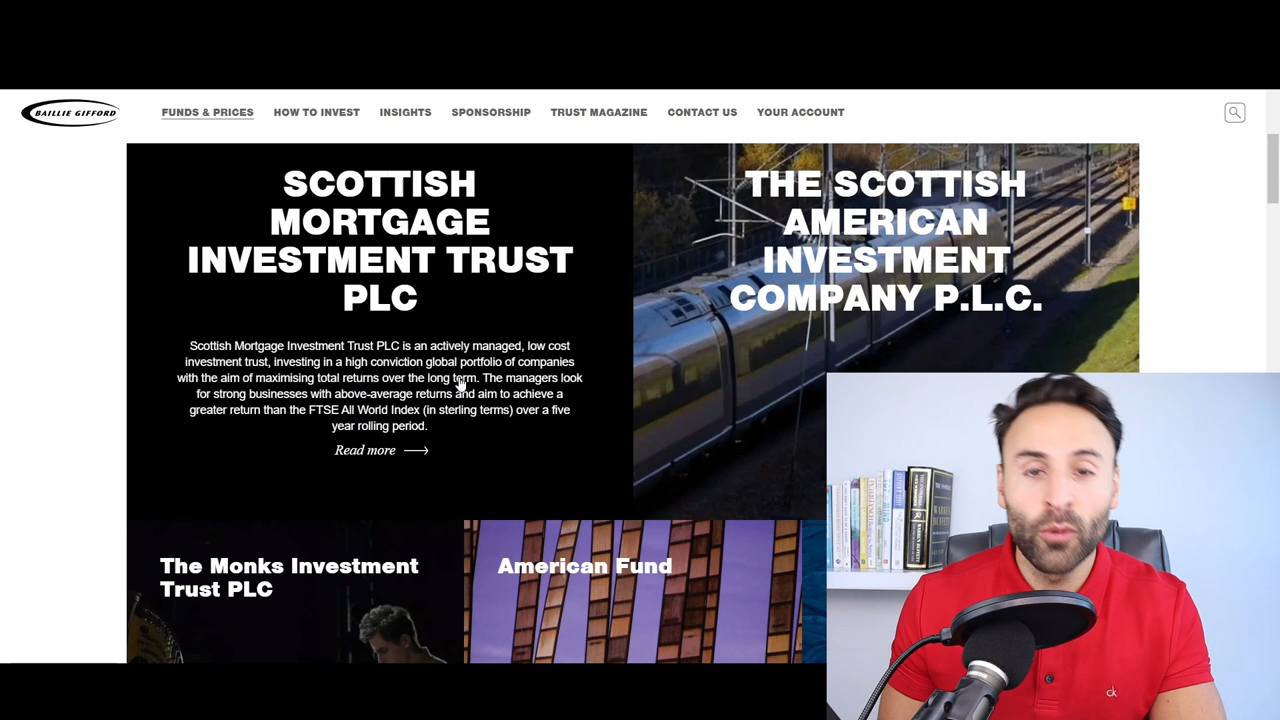 BAILLIE GIFFORD
FUNDS & PRICES HOW TO INVEST INSIGHTS SPONSORSHIP TRUST MAGAZINE CONTACT US YOUR ACCOUNT
SCOTTISH
MORTGAGE
INVESTMENT TRUST
PLC
Scottish Mortgage Investment Trust PLC is an actively managed, low cost
investment trust, investing in a high conviction global portfolio of companies
with the aim of maximising total returns over the long term. The managers look
for strong businesses with above-average returns and aim to achieve a
greater return than the FTSE All World Index (in sterling terms) over a five
year rolling period.
Read more
THE SCOTTISH
AMERICAN
INVESTMENT
COMPANY P.L.C.
The Monks Investment
Trust PLC
American Fund
WARREN
BUFFETT
ck